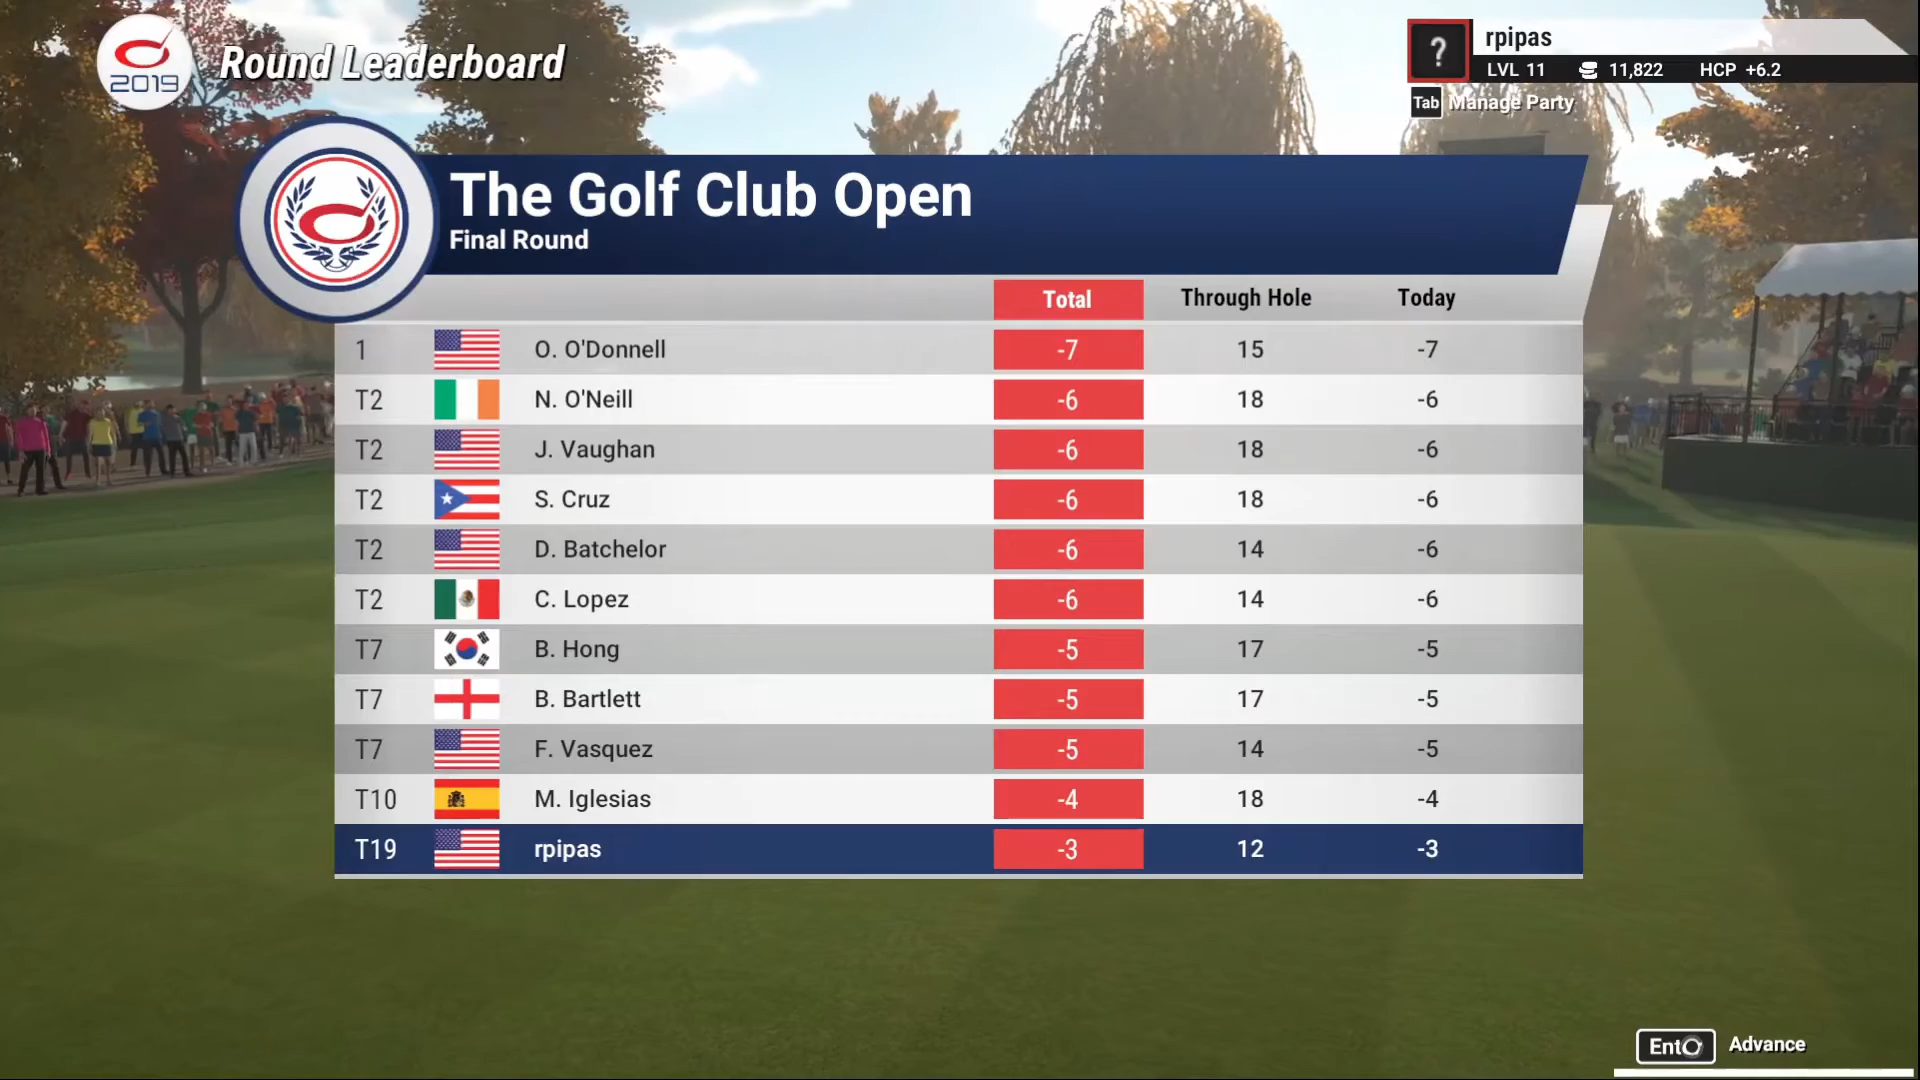 2019
Round Leaderboard
?
rpipas
LVL 11 11,822 HCP +6.2
Tab Manage Party
The Golf Club Open
Final Round
Total Through Hole Today
1 O. O'Donnell -7 15 -7
T2 N. O'Neill -6 18 -6
T2 J. Vaughan -6 18 -6
T2 S. Cruz -6 18 -6
T2 D. Batchelor -6 14 -6
T2 C. Lopez -6 14 -6
T7 B. Hong -5 17 -5
T7 B. Bartlett -5 17 -5
T7 F. Vasquez -5 14 -5
T10 M. Iglesias -4 18 -4
T19 rpipas -3 12 -3
Advance